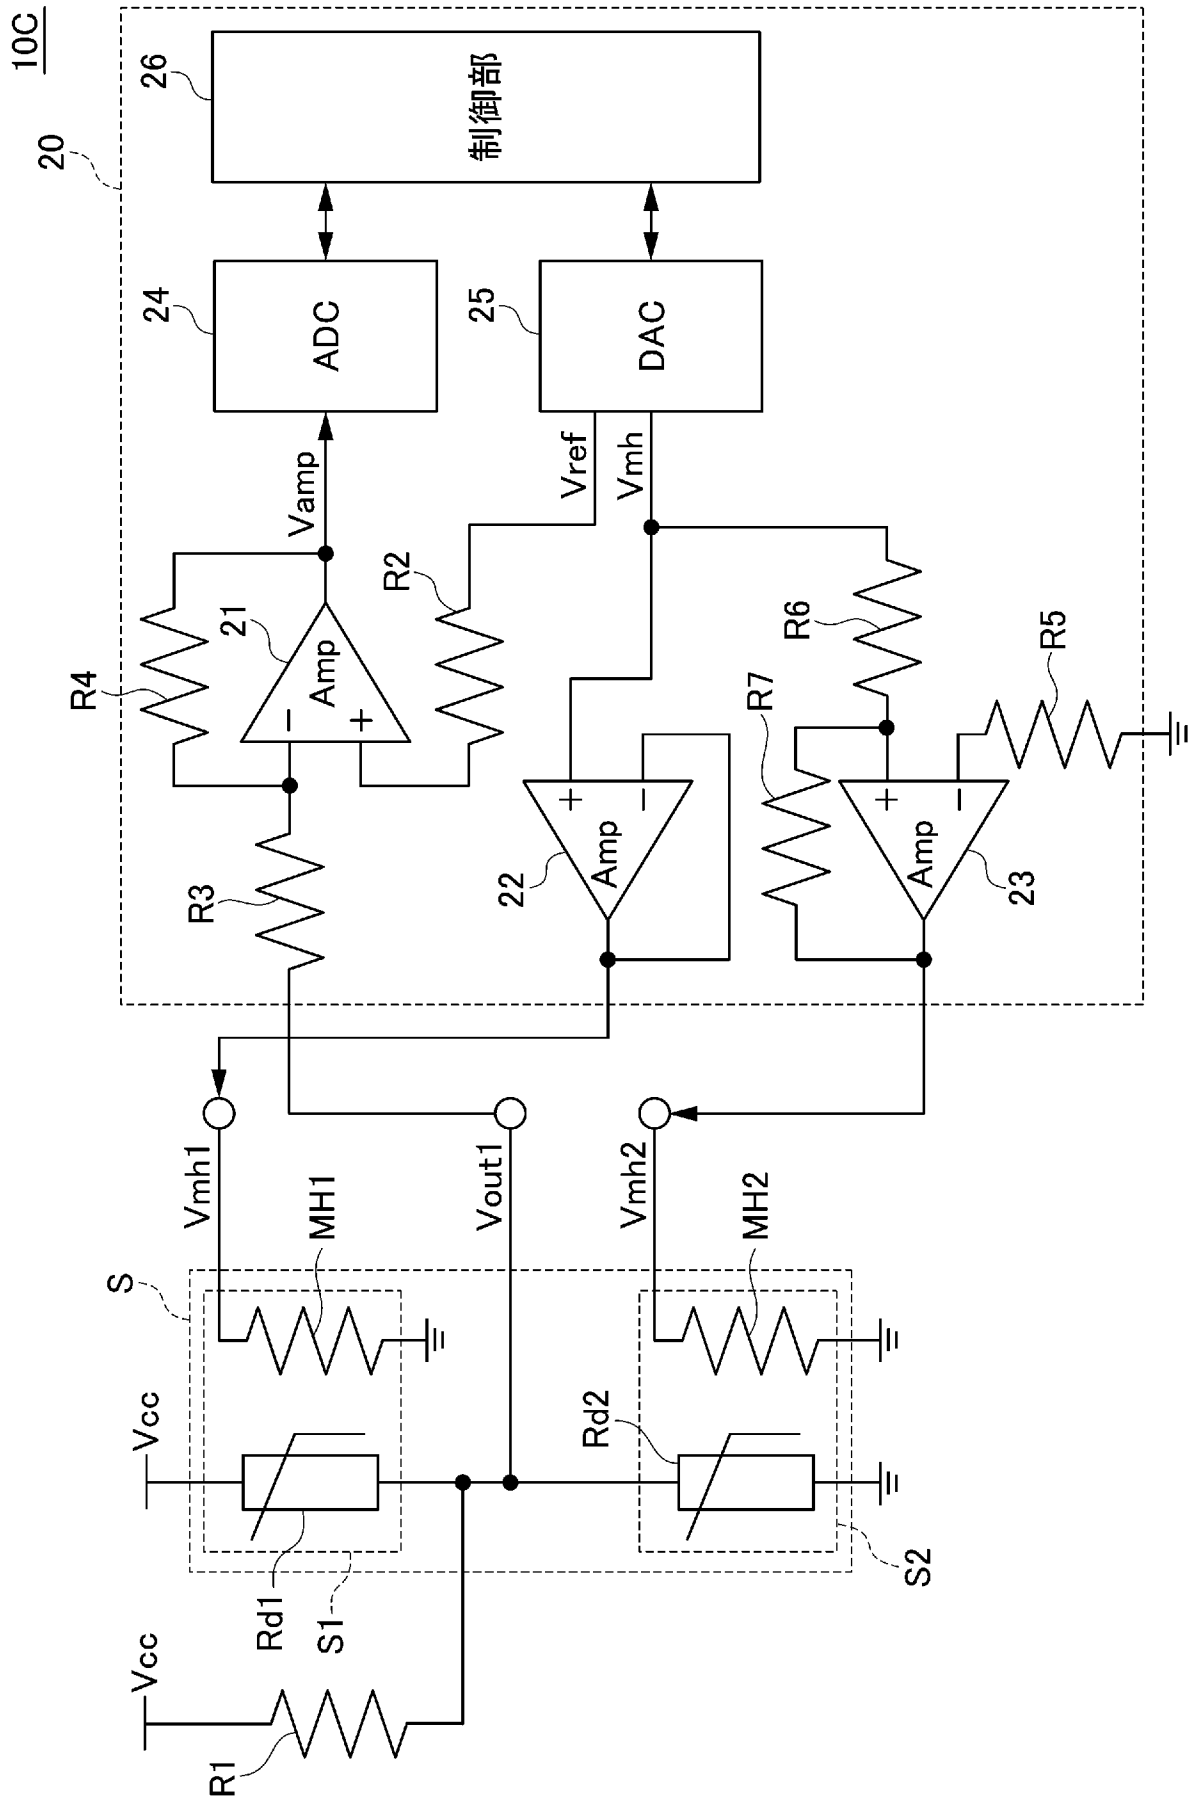 10C
Vcc
R1
Vcc
Rd1
S1
S
MH1
Vmh1
Vout1
Vmh2
MH2
Rd2
S2
20
R3
R4
21
Amp
−
+
Vamp
24
ADC
R2
Vref
Vmh
25
DAC
26
制御部
22
Amp
+
−
R6
R7
R5
23
Amp
+
−